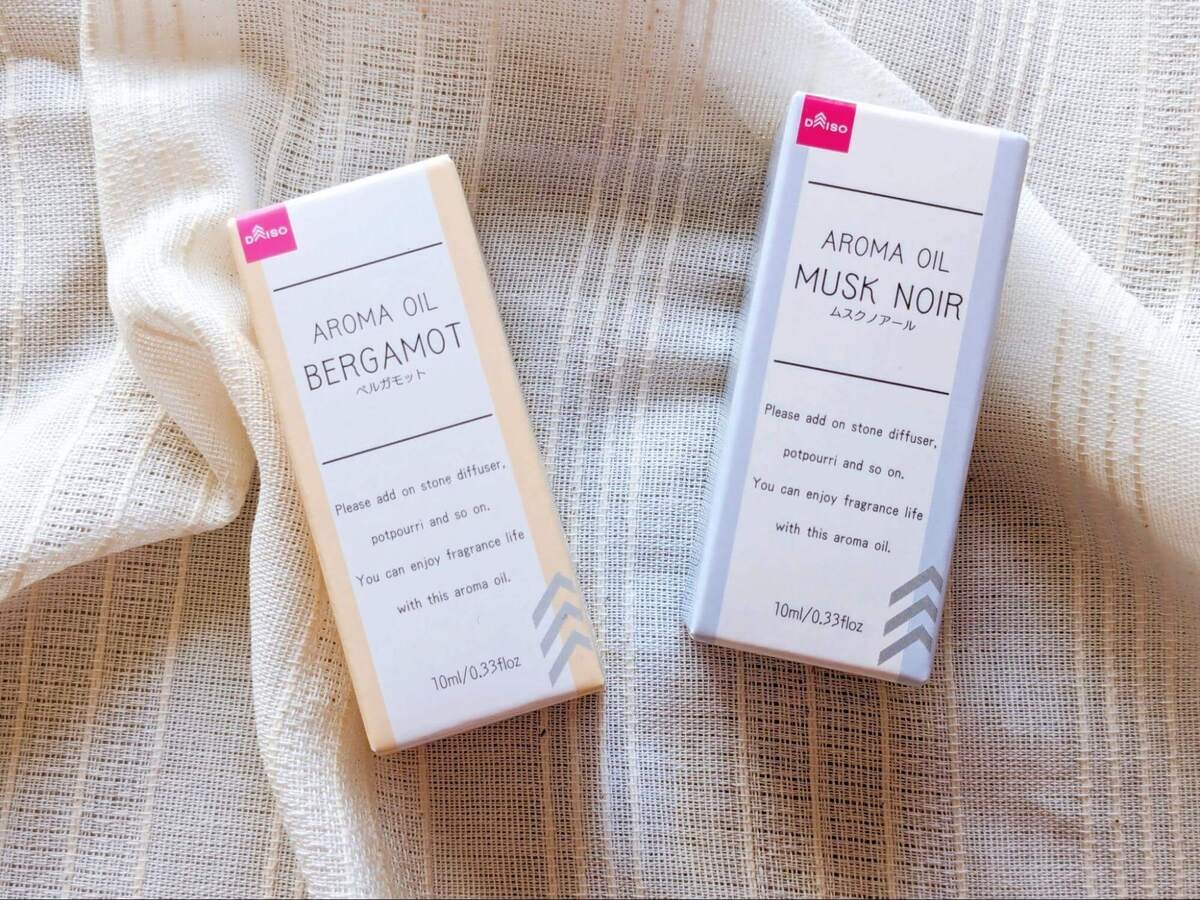 DAISO
AROMA OIL
BERGAMOT
ベルガモット
Please add on stone diffuser,
potpourri and so on.
You can enjoy fragrance life
with this aroma oil.
10ml/0.33floz
DAISO
AROMA OIL
MUSK NOIR
ムスクノアール
Please add on stone diffuser,
potpourri and so on.
You can enjoy fragrance life
with this aroma oil.
10ml/0.33floz